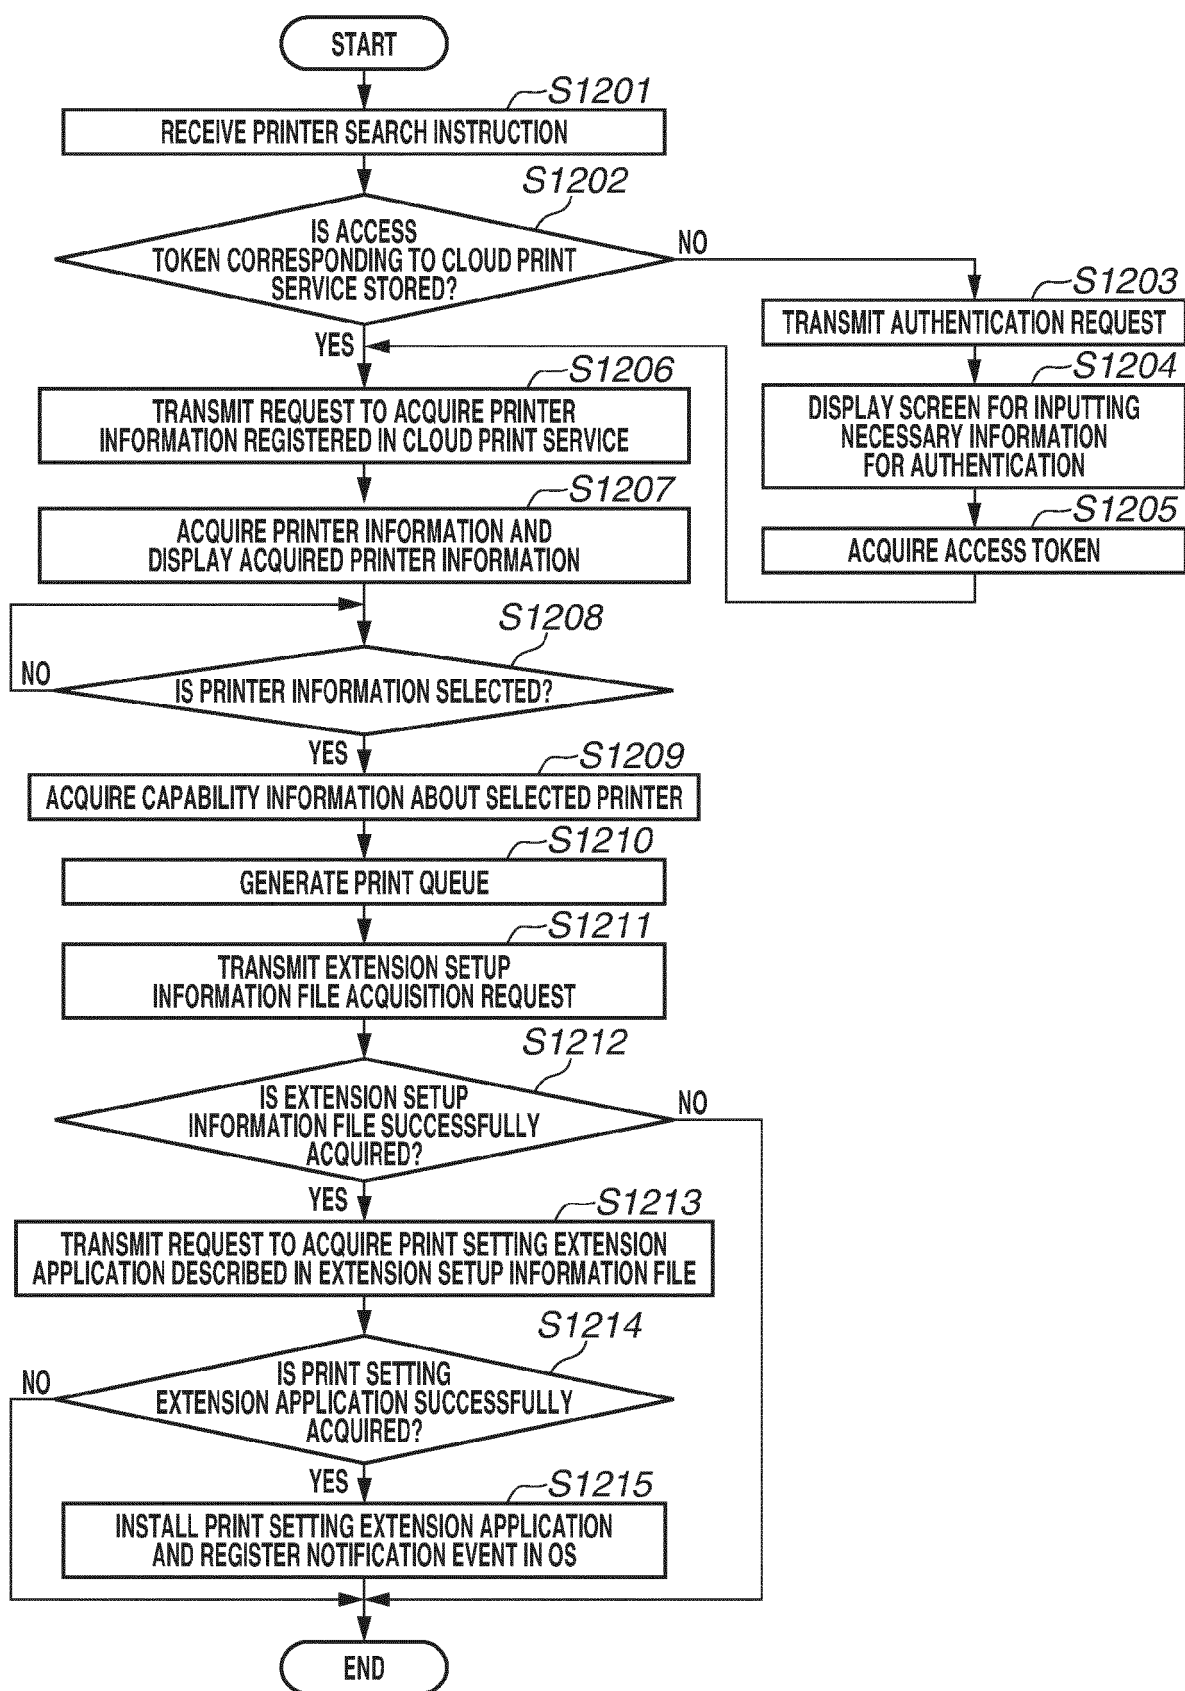 START
S1201
RECEIVE PRINTER SEARCH INSTRUCTION
S1202
IS ACCESS
TOKEN CORRESPONDING TO CLOUD PRINT
SERVICE STORED?
NO
YES
S1203
TRANSMIT AUTHENTICATION REQUEST
S1204
DISPLAY SCREEN FOR INPUTTING
NECESSARY INFORMATION
FOR AUTHENTICATION
S1205
ACQUIRE ACCESS TOKEN
S1206
TRANSMIT REQUEST TO ACQUIRE PRINTER
INFORMATION REGISTERED IN CLOUD PRINT SERVICE
S1207
ACQUIRE PRINTER INFORMATION AND
DISPLAY ACQUIRED PRINTER INFORMATION
S1208
NO
IS PRINTER INFORMATION SELECTED?
YES
S1209
ACQUIRE CAPABILITY INFORMATION ABOUT SELECTED PRINTER
S1210
GENERATE PRINT QUEUE
S1211
TRANSMIT EXTENSION SETUP
INFORMATION FILE ACQUISITION REQUEST
S1212
IS EXTENSION SETUP
INFORMATION FILE SUCCESSFULLY
ACQUIRED?
NO
YES
S1213
TRANSMIT REQUEST TO ACQUIRE PRINT SETTING EXTENSION
APPLICATION DESCRIBED IN EXTENSION SETUP INFORMATION FILE
S1214
NO
IS PRINT SETTING
EXTENSION APPLICATION SUCCESSFULLY
ACQUIRED?
YES
S1215
INSTALL PRINT SETTING EXTENSION APPLICATION
AND REGISTER NOTIFICATION EVENT IN OS
END